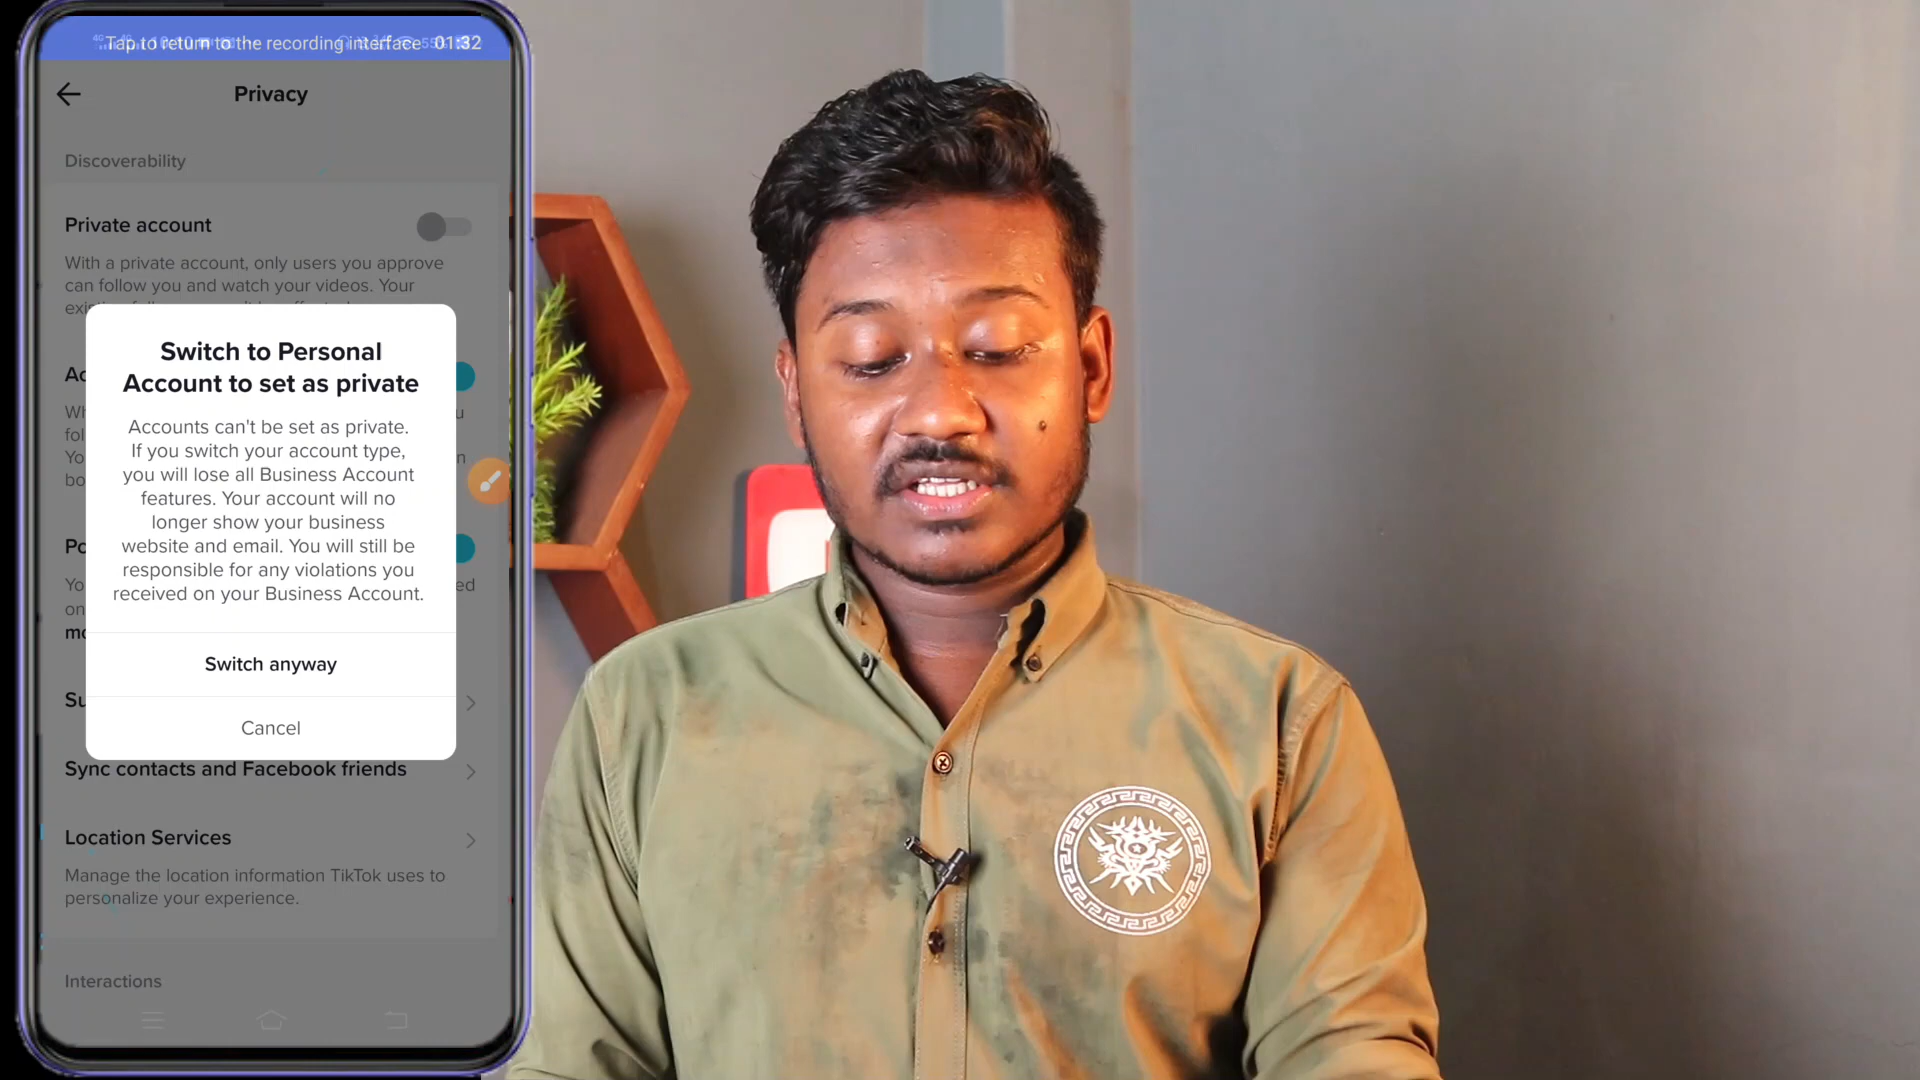 Tap to return to the recording interface 01:32
Privacy
Discoverability
Private account
With a private account, only users you approve
can follow you and watch your videos. Your
Switch to Personal
Account to set as private
Accounts can't be set as private.
If you switch your account type,
you will lose all Business Account
features. Your account will no
longer show your business
website and email. You will still be
responsible for any violations you
received on your Business Account.
Switch anyway
Cancel
Sync contacts and Facebook friends
Location Services
Manage the location information TikTok uses to
personalize your experience.
Interactions